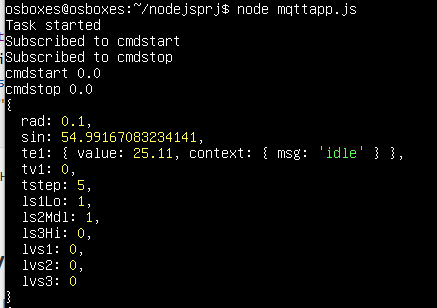 osboxes@osboxes:~/nodejsprj$ node mqttapp.js
Task started
Subscribed to cmdstart
Subscribed to cmdstop
cmdstart 0.0
cmdstop 0.0
{
  rad: 0.1,
  sin: 54.99167083234141,
  te1: { value: 25.11, context: { msg: 'idle' } },
  tv1: 0,
  tstep: 5,
  ls1Lo: 1,
  ls2Mdl: 1,
  ls3Hi: 0,
  lvs1: 0,
  lvs2: 0,
  lvs3: 0
}